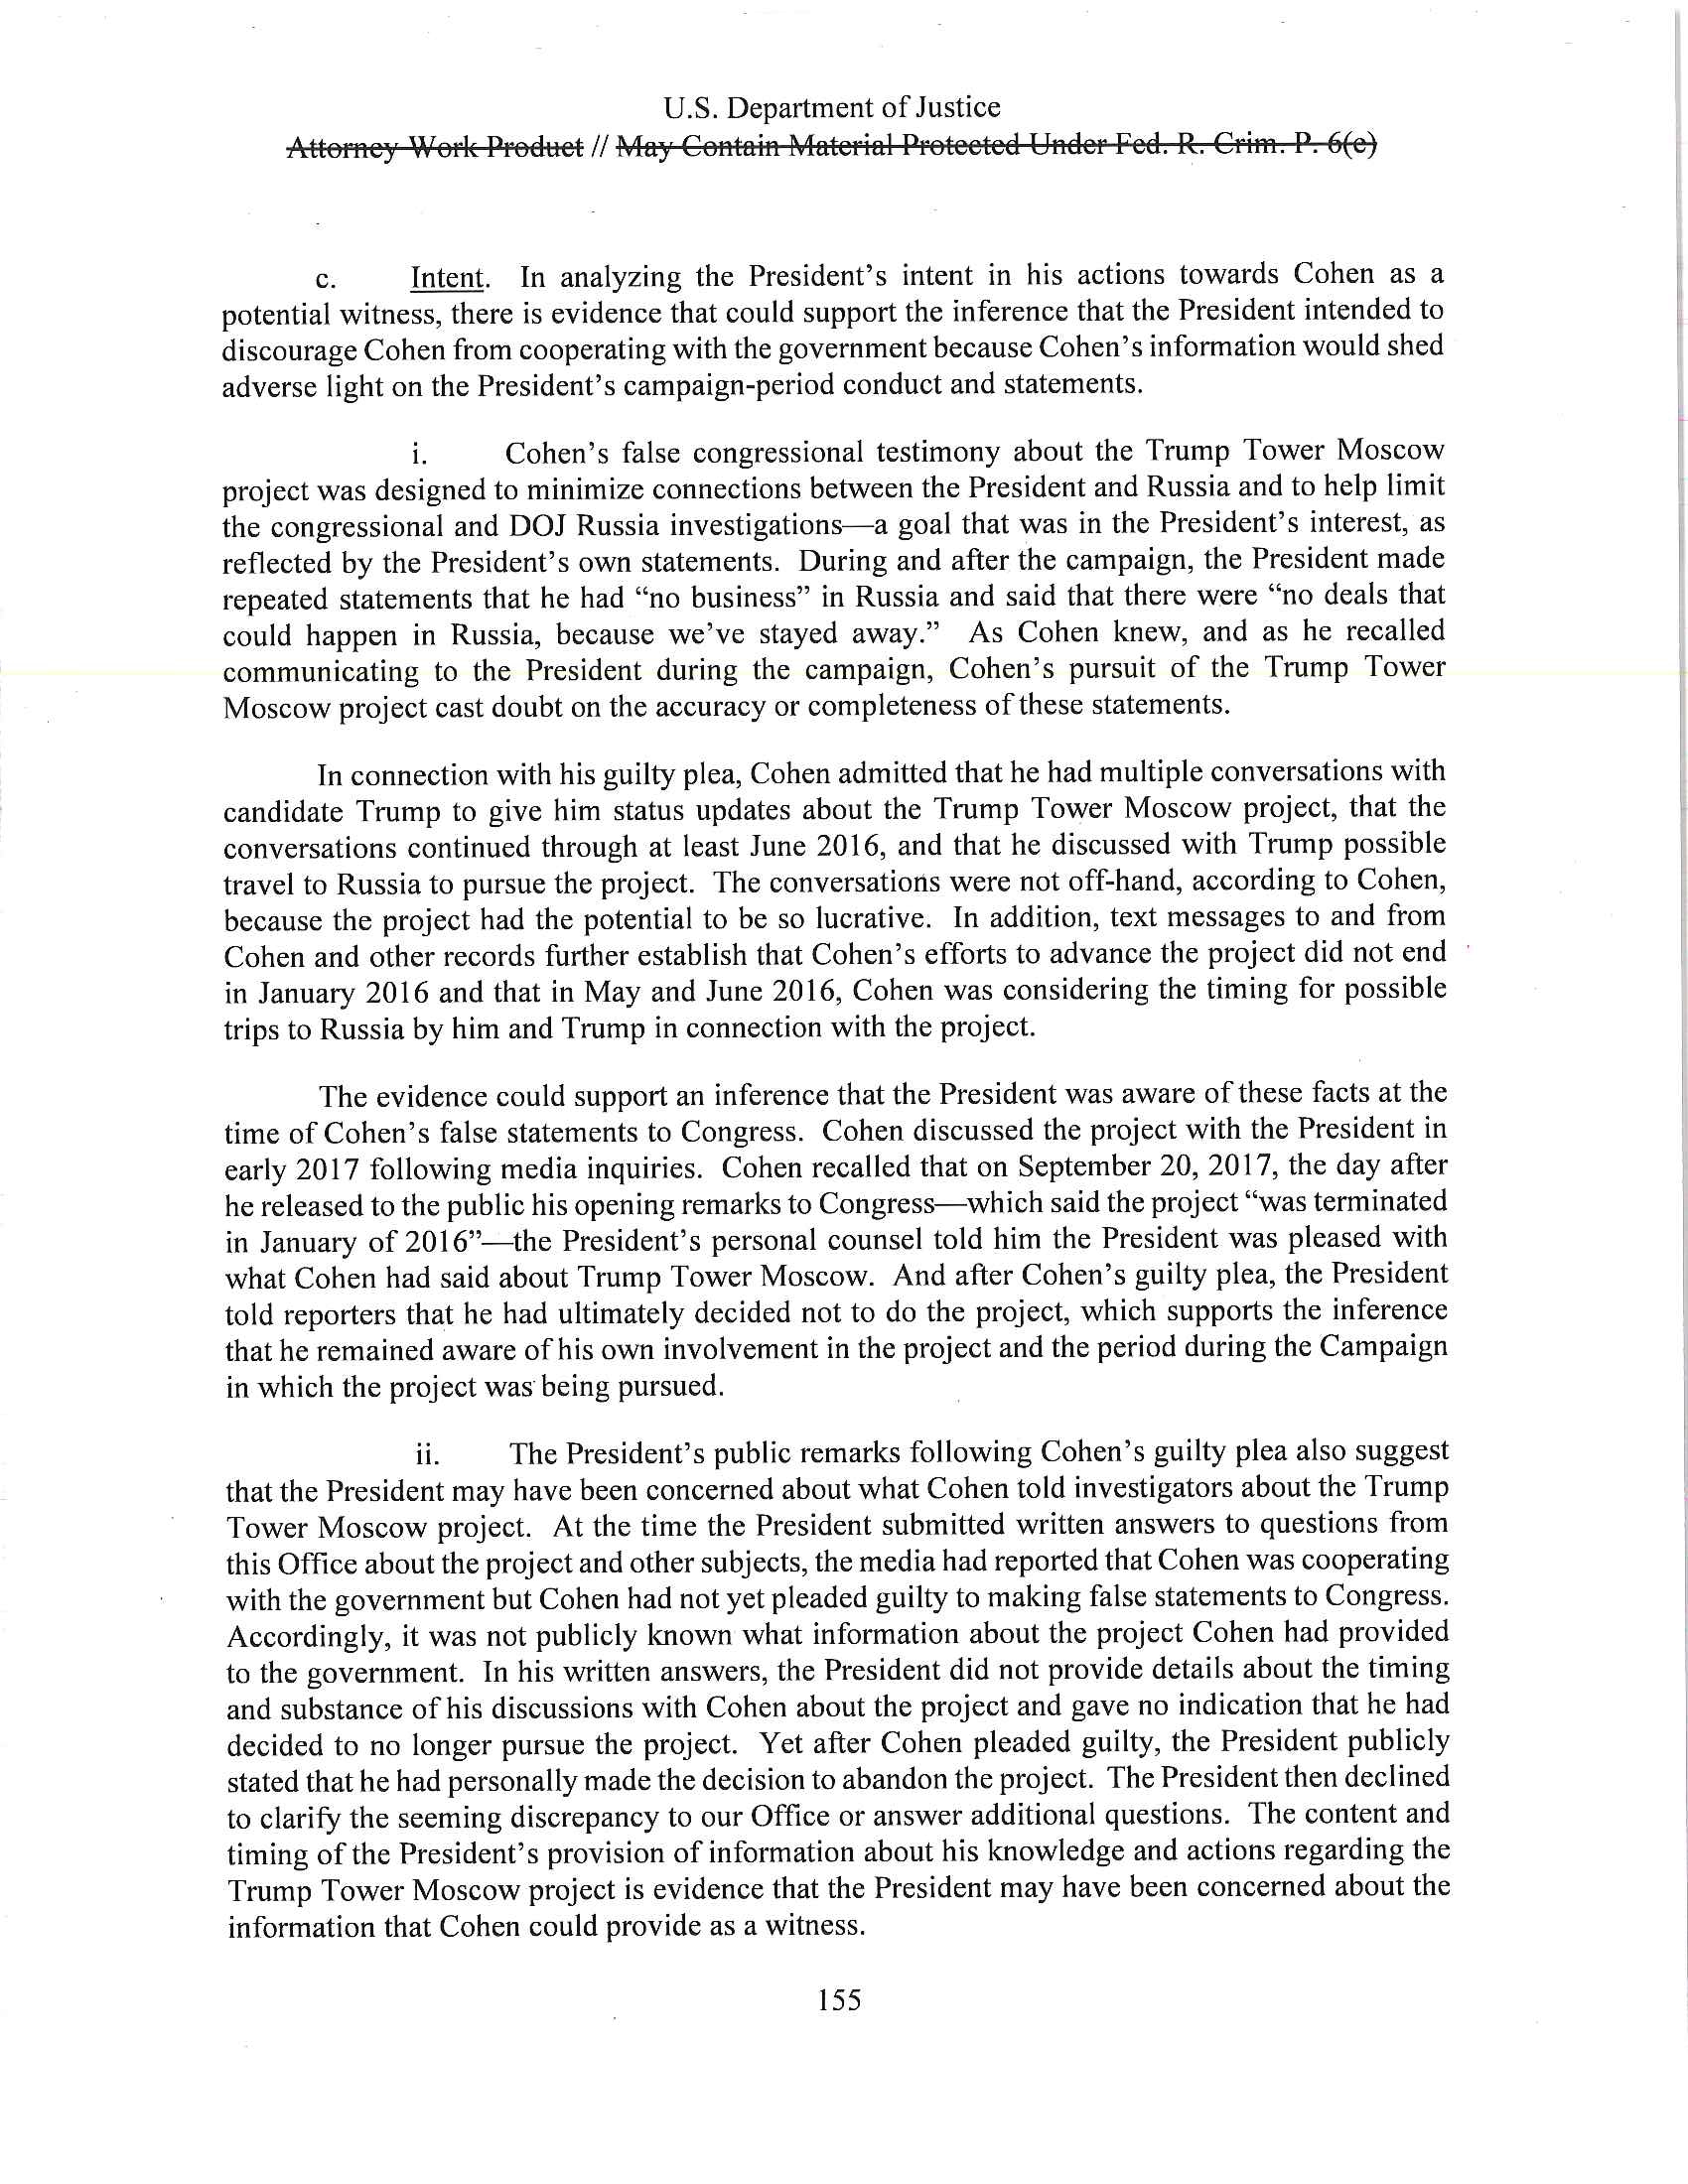 U.S. Department of Justice
Attorney Work Product // May Contain Material Protected Under Fed. R. Crim. P. 6(e)
c. Intent. In analyzing the President’s intent in his actions towards Cohen as a
potential witness, there is evidence that could support the inference that the President intended to
discourage Cohen from cooperating with the government because Cohen’s information would shed
adverse light on the President’s campaign-period conduct and statements.
i. Cohen’s false congressional testimony about the Trump Tower Moscow
project was designed to minimize connections between the President and Russia and to help limit
the congressional and DOJ Russia investigations—a goal that was in the President’s interest, as
reflected by the President’s own statements. During and after the campaign, the President made
repeated statements that he had “no business” in Russia and said that there were “no deals that
could happen in Russia, because we’ve stayed away.” As Cohen knew, and as he recalled
communicating to the President during the campaign, Cohen’s pursuit of the Trump Tower
Moscow project cast doubt on the accuracy or completeness of these statements.
In connection with his guilty plea, Cohen admitted that he had multiple conversations with
candidate Trump to give him status updates about the Trump Tower Moscow project, that the
conversations continued through at least June 2016, and that he discussed with Trump possible
travel to Russia to pursue the project. The conversations were not off-hand, according to Cohen,
because the project had the potential to be so lucrative. In addition, text messages to and from
Cohen and other records further establish that Cohen’s efforts to advance the project did not end
in January 2016 and that in May and June 2016, Cohen was considering the timing for possible
trips to Russia by him and Trump in connection with the project.
The evidence could support an inference that the President was aware of these facts at the
time of Cohen’s false statements to Congress. Cohen discussed the project with the President in
early 2017 following media inquiries. Cohen recalled that on September 20, 2017, the day after
he released to the public his opening remarks to Congress—which said the project “was terminated
in January of 2016”—the President’s personal counsel told him the President was pleased with
what Cohen had said about Trump Tower Moscow. And after Cohen’s guilty plea, the President
told reporters that he had ultimately decided not to do the project, which supports the inference
that he remained aware of his own involvement in the project and the period during the Campaign
in which the project was being pursued.
ii. The President’s public remarks following Cohen’s guilty plea also suggest
that the President may have been concerned about what Cohen told investigators about the Trump
Tower Moscow project. At the time the President submitted written answers to questions from
this Office about the project and other subjects, the media had reported that Cohen was cooperating
with the government but Cohen had not yet pleaded guilty to making false statements to Congress.
Accordingly, it was not publicly known what information about the project Cohen had provided
to the government. In his written answers, the President did not provide details about the timing
and substance of his discussions with Cohen about the project and gave no indication that he had
decided to no longer pursue the project. Yet after Cohen pleaded guilty, the President publicly
stated that he had personally made the decision to abandon the project. The President then declined
to clarify the seeming discrepancy to our Office or answer additional questions. The content and
timing of the President’s provision of information about his knowledge and actions regarding the
Trump Tower Moscow project is evidence that the President may have been concerned about the
information that Cohen could provide as a witness.
155